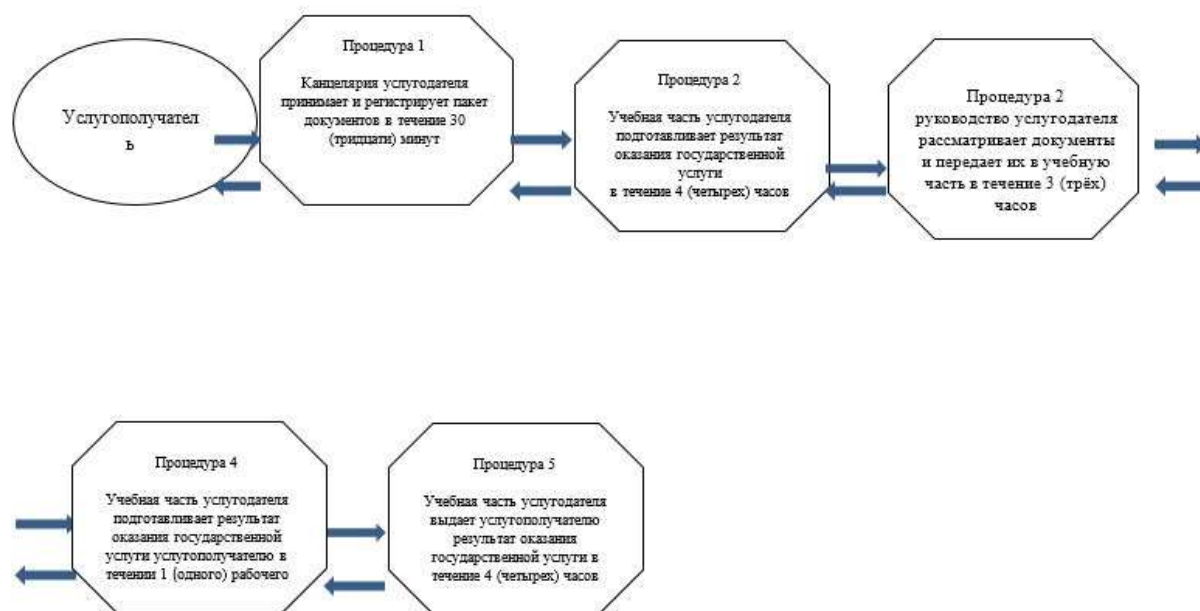 Услугополучател
ь
Процедура 1
Канцелярия услугодателя
принимает и регистрирует пакет
документов в течение 30
(тридцати) минут
Процедура 2
Учебная часть услугодателя
подготавливает результат
оказания государственной
услуги
в течение 4 (четырех) часов
Процедура 2
руководство услугодателя
рассматривает документы
и передает их в учебную
часть в течение 3 (трёх)
часов
Процедура 4
Учебная часть услугодателя
подготавливает результат
оказания государственной
услуги услугополучателю в
течении 1 (одного) рабочего
Процедура 5
Учебная часть услугодателя
выдает услугополучателю
результат оказания
государственной услуги в
течение 4 (четырех) часов